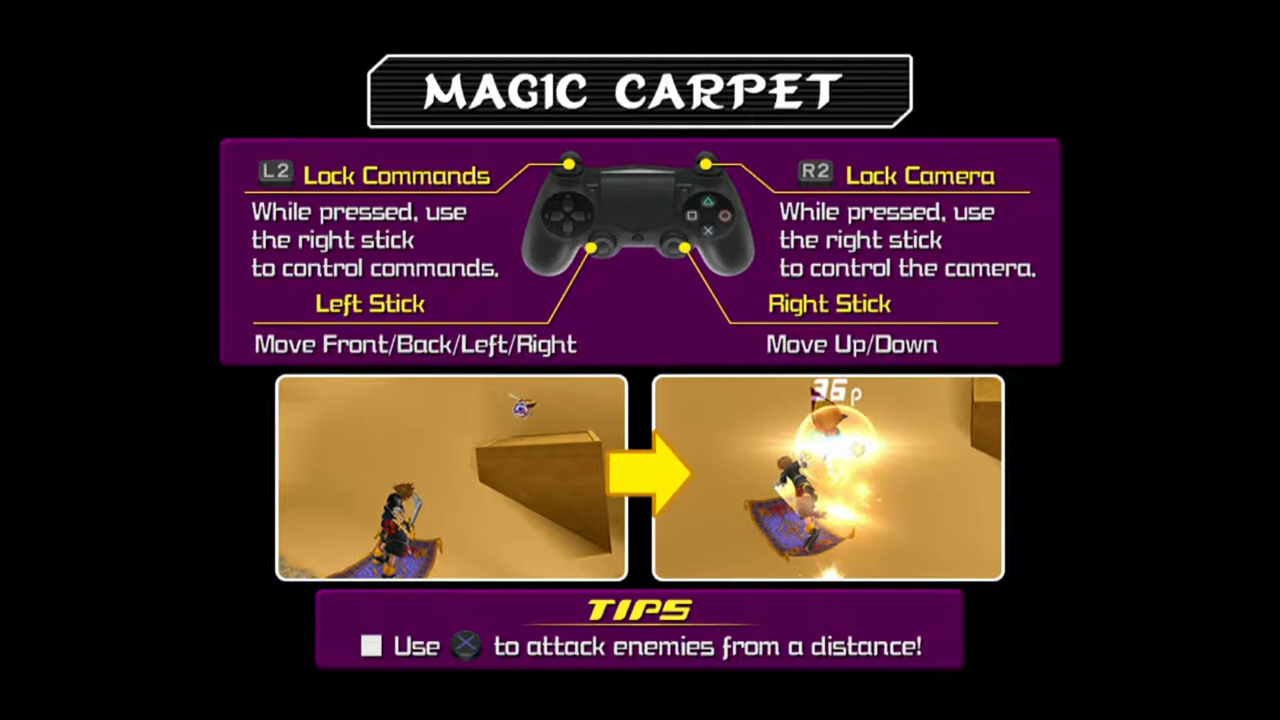 MAGIC CARPET
L2 Lock Commands
While pressed, use
the right stick
to control commands.
Left Stick
Move Front/Back/Left/Right
R2 Lock Camera
While pressed, use
the right stick
to control the camera.
Right Stick
Move Up/Down
36p
TIPS
Use to attack enemies from a distance!